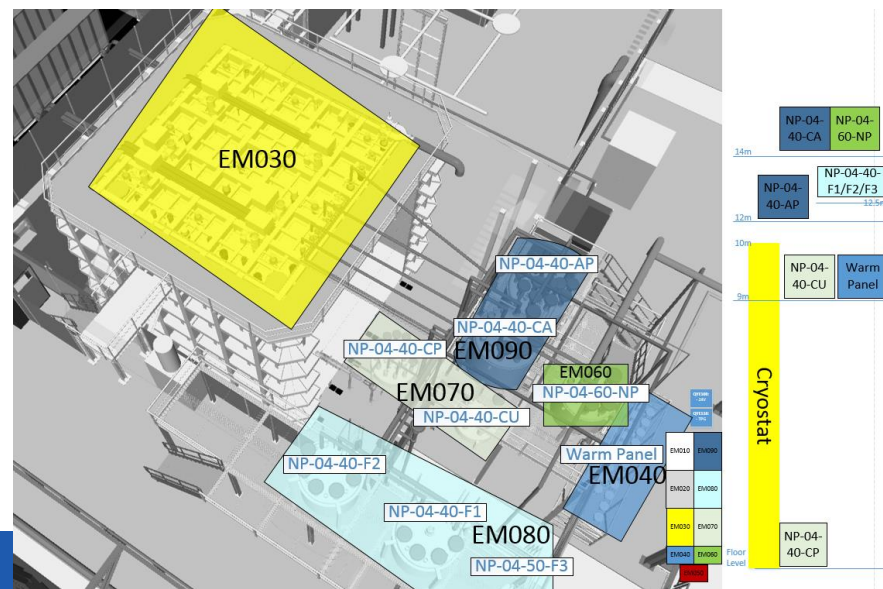 EM030
NP-04-40-AP
NP-04-40-CA
EM090
NP-04-40-CP
EM070
NP-04-40-CU
EM060
NP-04-60-NP
Warm Panel
EM040
NP-04-40-F2
NP-04-40-F1
EM080
NP-04-50-F3
EM010
EM090
EM020
EM080
EM030
EM070
EM040
EM060
NP-04-
40-CA
NP-04-
60-NP
14m
NP-04-
40-AP
NP-04-40-
F1/F2/F3
12.5m
12m
10m
NP-04-
40-CU
Warm
Panel
9m
Cryostat
NP-04-
40-CP
Floor
Level